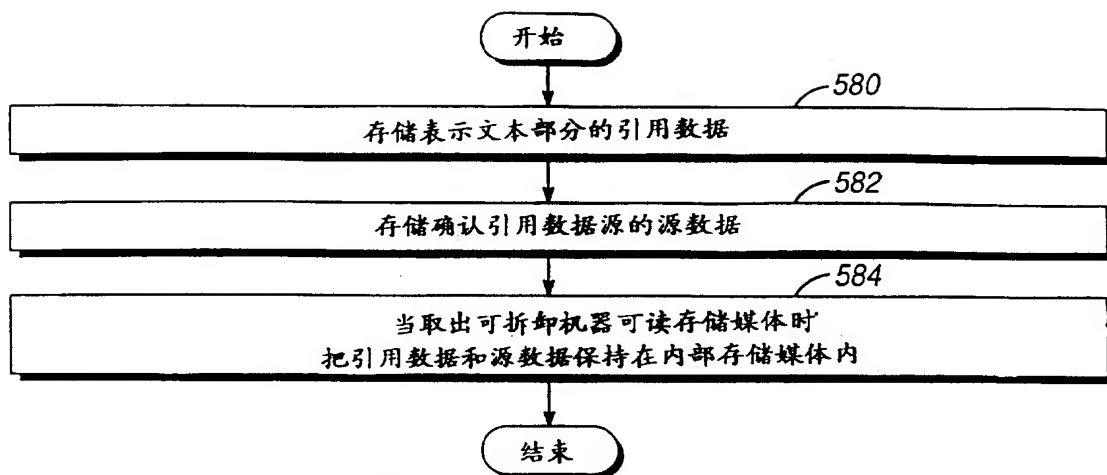 开始
580
存储表示文本部分的引用数据
582
存储确认引用数据源的源数据
584
当取出可拆卸机器可读存储媒体时
把引用数据和源数据保持在内部存储媒体内
结束